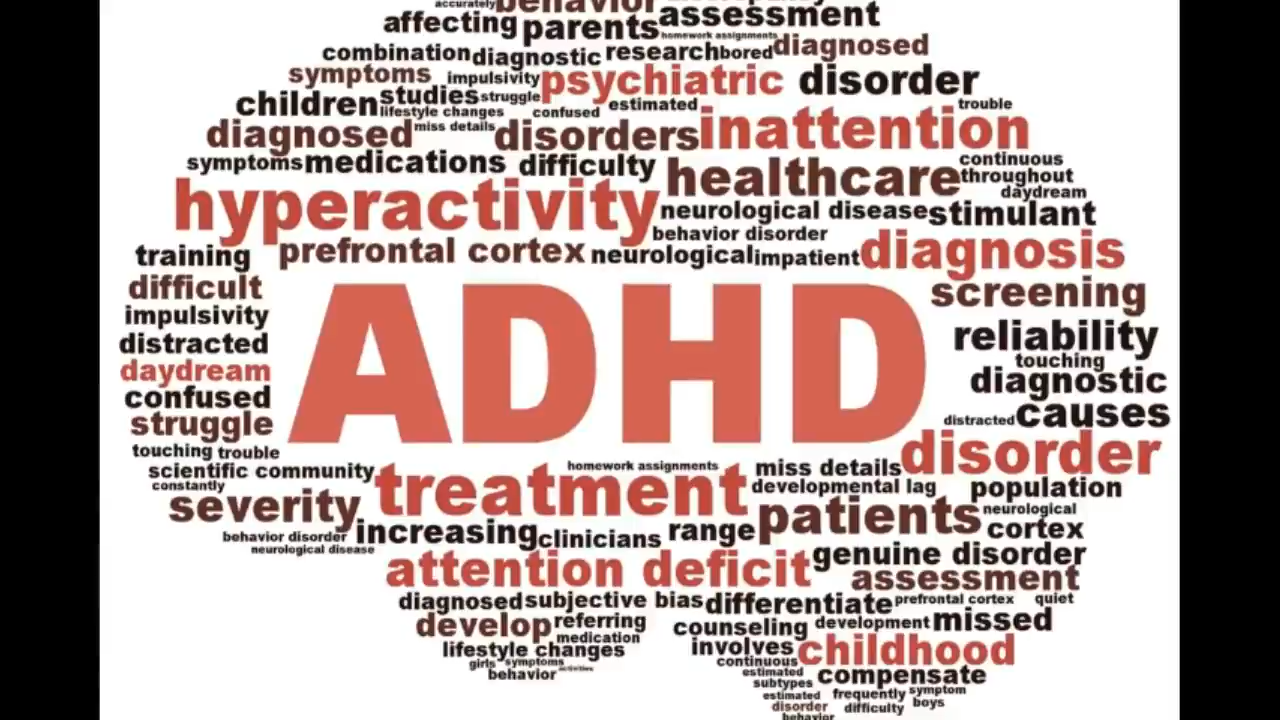 accurately behavior
affecting parents assessment
homework assignments
combination diagnostic research bored diagnosed
symptoms impulsivity psychiatric disorder
children studies struggle estimated trouble
lifestyle changes confused
diagnosed miss details disorders inattention
symptoms medications difficulty healthcare continuous
throughout
daydream
hyperactivity neurological disease stimulant
behavior disorder
training prefrontal cortex neurological impatient diagnosis
difficult screening
impulsivity
distracted ADHD reliability
touching
daydream diagnostic
confused
struggle distracted causes
touching trouble disorder
scientific community homework assignments miss details
constantly treatment developmental lag population
severity patients neurological
behavior disorder increasing clinicians range cortex
neurological disease
attention deficit genuine disorder
assessment
diagnosed subjective bias differentiate prefrontal cortex quiet
develop referring counseling development missed
medication
lifestyle changes involves childhood
girls symptoms activities continuous
behavior estimated compensate
subtypes frequently symptom
estimated
disorder difficulty boys
behavior